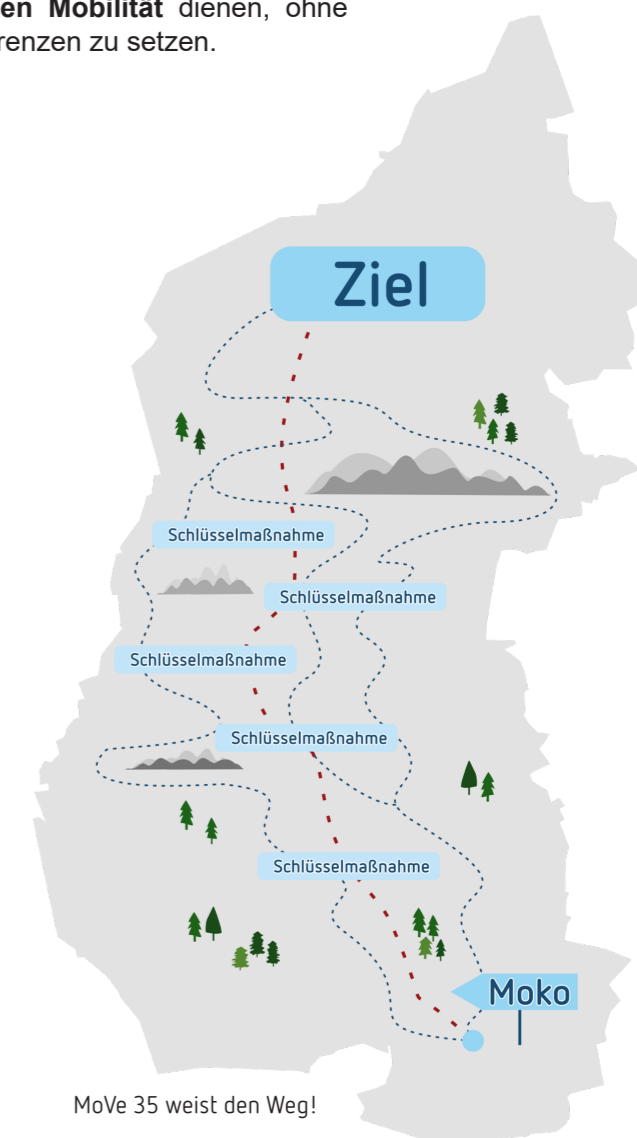 en Mobilität dienen, ohne
renzen zu setzen.
Ziel
Schlüsselmaßnahme
Schlüsselmaßnahme
Schlüsselmaßnahme
Schlüsselmaßnahme
Schlüsselmaßnahme
Moko
MoVe 35 weist den Weg!